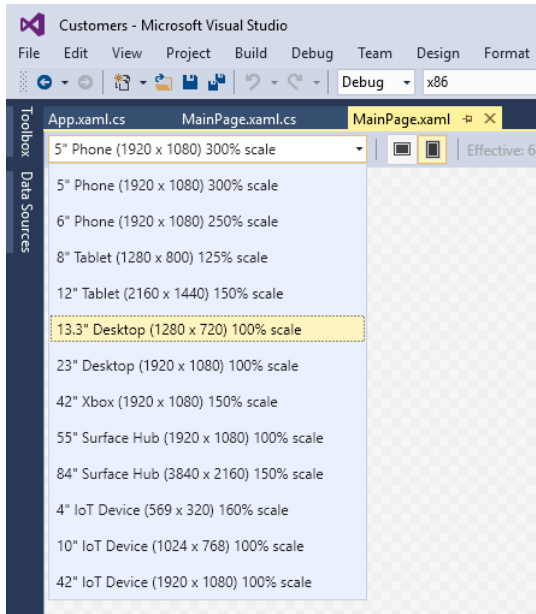 Customers - Microsoft Visual Studio
File Edit View Project Build Debug Team Design Format
Debug x86
Toolbox
Data Sources
App.xaml.cs MainPage.xaml.cs MainPage.xaml
5" Phone (1920 x 1080) 300% scale Effective: 6
5" Phone (1920 x 1080) 300% scale
6" Phone (1920 x 1080) 250% scale
8" Tablet (1280 x 800) 125% scale
12" Tablet (2160 x 1440) 150% scale
13.3" Desktop (1280 x 720) 100% scale
23" Desktop (1920 x 1080) 100% scale
42" Xbox (1920 x 1080) 150% scale
55" Surface Hub (1920 x 1080) 100% scale
84" Surface Hub (3840 x 2160) 150% scale
4" IoT Device (569 x 320) 160% scale
10" IoT Device (1024 x 768) 100% scale
42" IoT Device (1920 x 1080) 100% scale